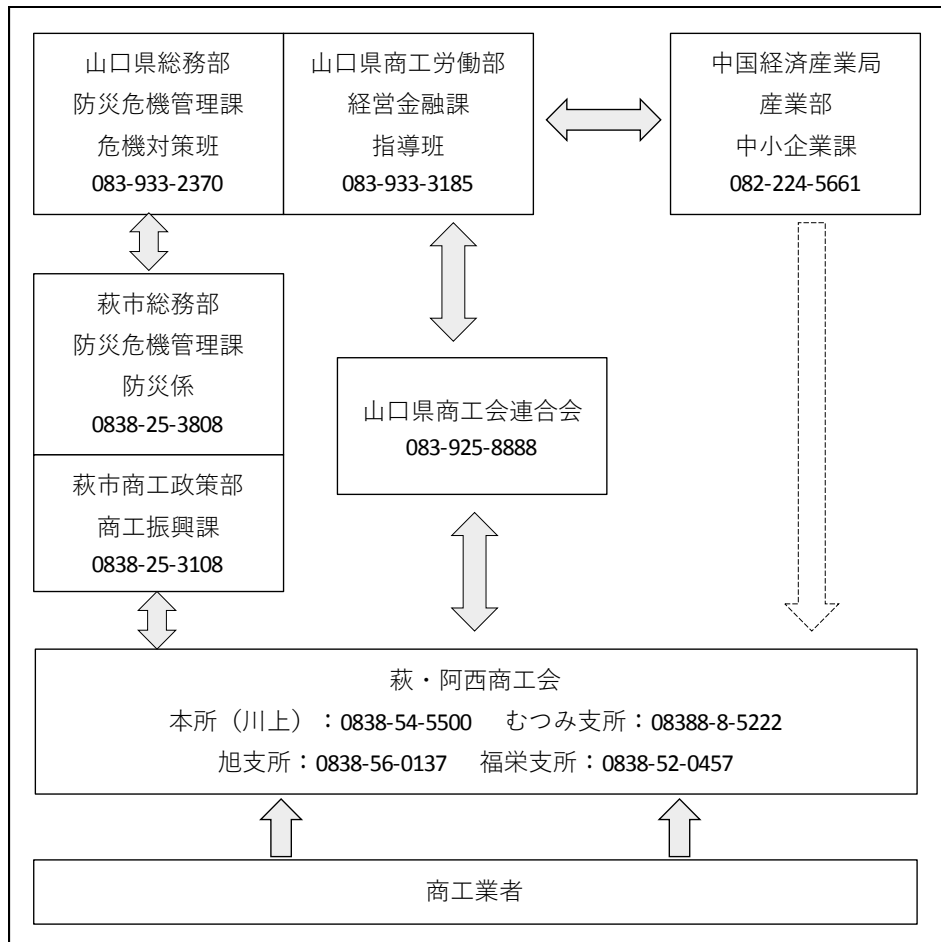 山口県総務部
防災危機管理課
危機対策班
083-933-2370
山口県商工労働部
経営金融課
指導班
083-933-3185
中国経済産業局
産業部
中小企業課
082-224-5661
萩市総務部
防災危機管理課
防災係
0838-25-3808
萩市商工政策部
商工振興課
0838-25-3108
山口県商工会連合会
083-925-8888
萩・阿西商工会
本所（川上）：0838-54-5500　むつみ支所：08388-8-5222
旭支所：0838-56-0137　福栄支所：0838-52-0457
商工業者